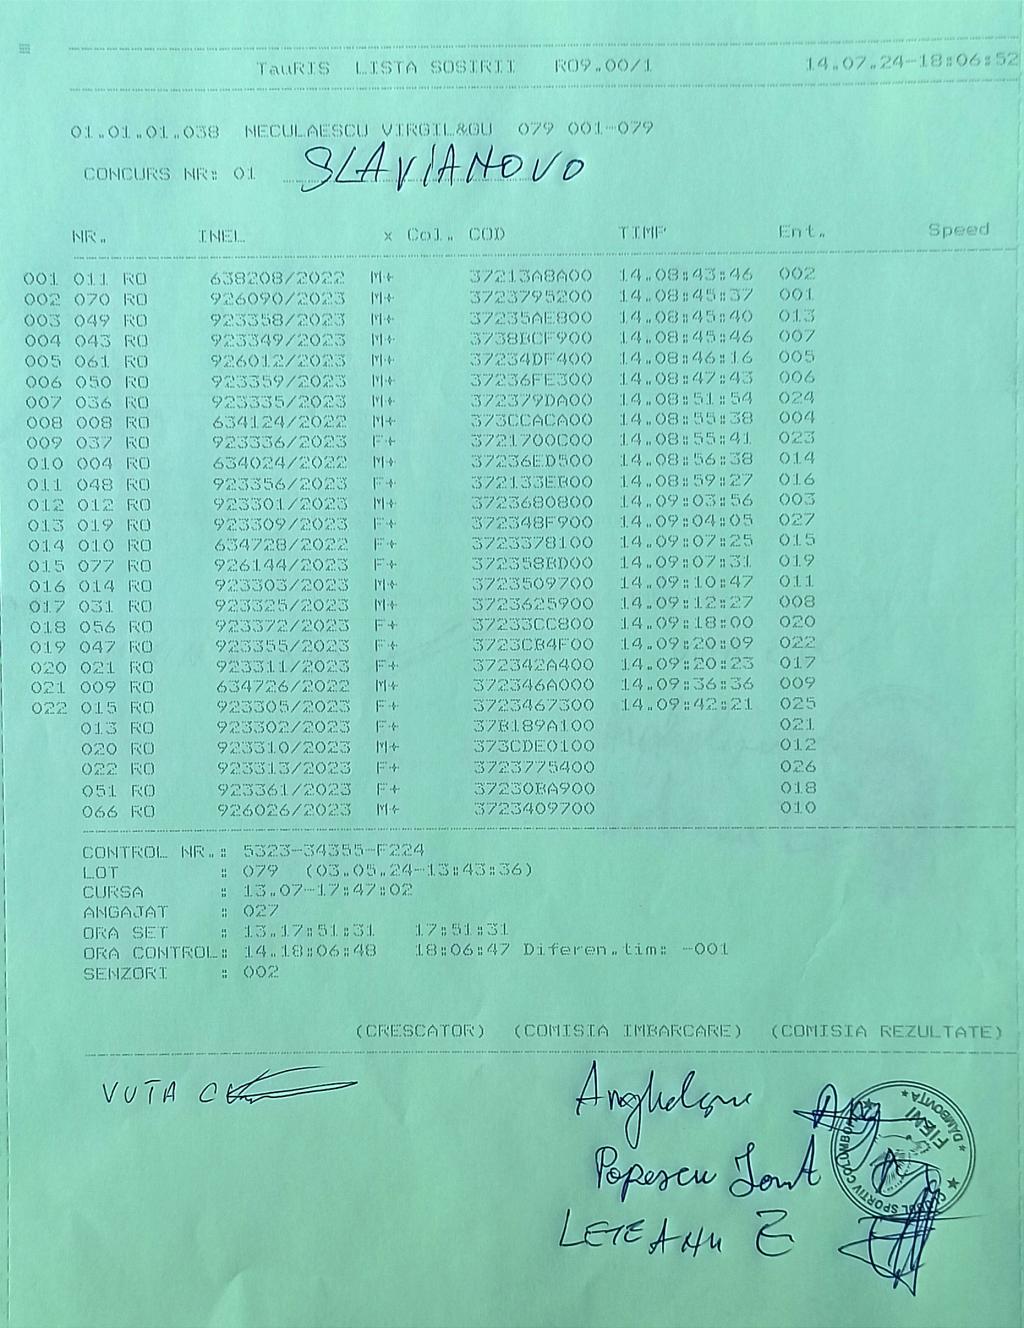 TauRIS LISTA SOSIRII RO9.00/1 14.07.24-18:06:52
01.01.01.038 NECULAESCU VIRGIL&GU 079 001-079
CONCURS NR: 01 SLAVIANOVO
NR. INEL x Col. COD TIMP Ent. Speed
001 011 RO 638208/2022 M+ 37213A8A00 14.08:43:46 002
002 070 RO 926090/2023 M+ 3723795200 14.08:45:37 001
003 049 RO 923358/2023 M+ 37235AE800 14.08:45:40 013
004 043 RO 923349/2023 M+ 3738BCF900 14.08:45:46 007
005 061 RO 926012/2023 M+ 37234DF400 14.08:46:16 005
006 050 RO 923359/2023 M+ 37236FE300 14.08:47:43 006
007 036 RO 923335/2023 M+ 372379DA00 14.08:51:54 024
008 008 RO 634124/2022 M+ 373CCACA00 14.08:55:38 004
009 037 RO 923336/2023 F+ 3721700C00 14.08:55:41 023
010 004 RO 634024/2022 M+ 37236ED500 14.08:56:38 014
011 048 RO 923356/2023 F+ 372133EB00 14.08:59:27 016
012 012 RO 923301/2023 M+ 3723680800 14.09:03:56 003
013 019 RO 923309/2023 F+ 372348F900 14.09:04:05 027
014 010 RO 634728/2022 F+ 3723378100 14.09:07:25 015
015 077 RO 926144/2023 F+ 372358BD00 14.09:07:31 019
016 014 RO 923303/2023 M+ 3723509700 14.09:10:47 011
017 031 RO 923325/2023 M+ 3723625900 14.09:12:27 008
018 056 RO 923372/2023 F+ 37233CC800 14.09:18:00 020
019 047 RO 923355/2023 F+ 3723CB4F00 14.09:20:09 022
020 021 RO 923311/2023 F+ 372342A400 14.09:20:23 017
021 009 RO 634726/2022 M+ 372346A000 14.09:36:36 009
022 015 RO 923305/2023 F+ 3723467300 14.09:42:21 025
013 RO 923302/2023 F+ 37B189A100 021
020 RO 923310/2023 M+ 373CDE0100 012
022 RO 923313/2023 F+ 3723775400 026
051 RO 923361/2023 F+ 37230BA900 018
066 RO 926026/2023 M+ 3723409700 010
CONTROL NR.: 5323-34355-F224
LOT : 079 (03.05.24-13:43:36)
CURSA : 13.07-17:47:02
ANGAJAT : 027
ORA SET : 13.17:51:31 17:51:31
ORA CONTROL: 14.18:06:48 18:06:47 Diferen.tim: -001
SENZORI : 002
(CRESCATOR) (COMISIA IMBARCARE) (COMISIA REZULTATE)
VUTA
Popescu
LETEANU
CLUBUL SPORTIV COLUMBOFIL
FIENI
DÂMBOVIȚA